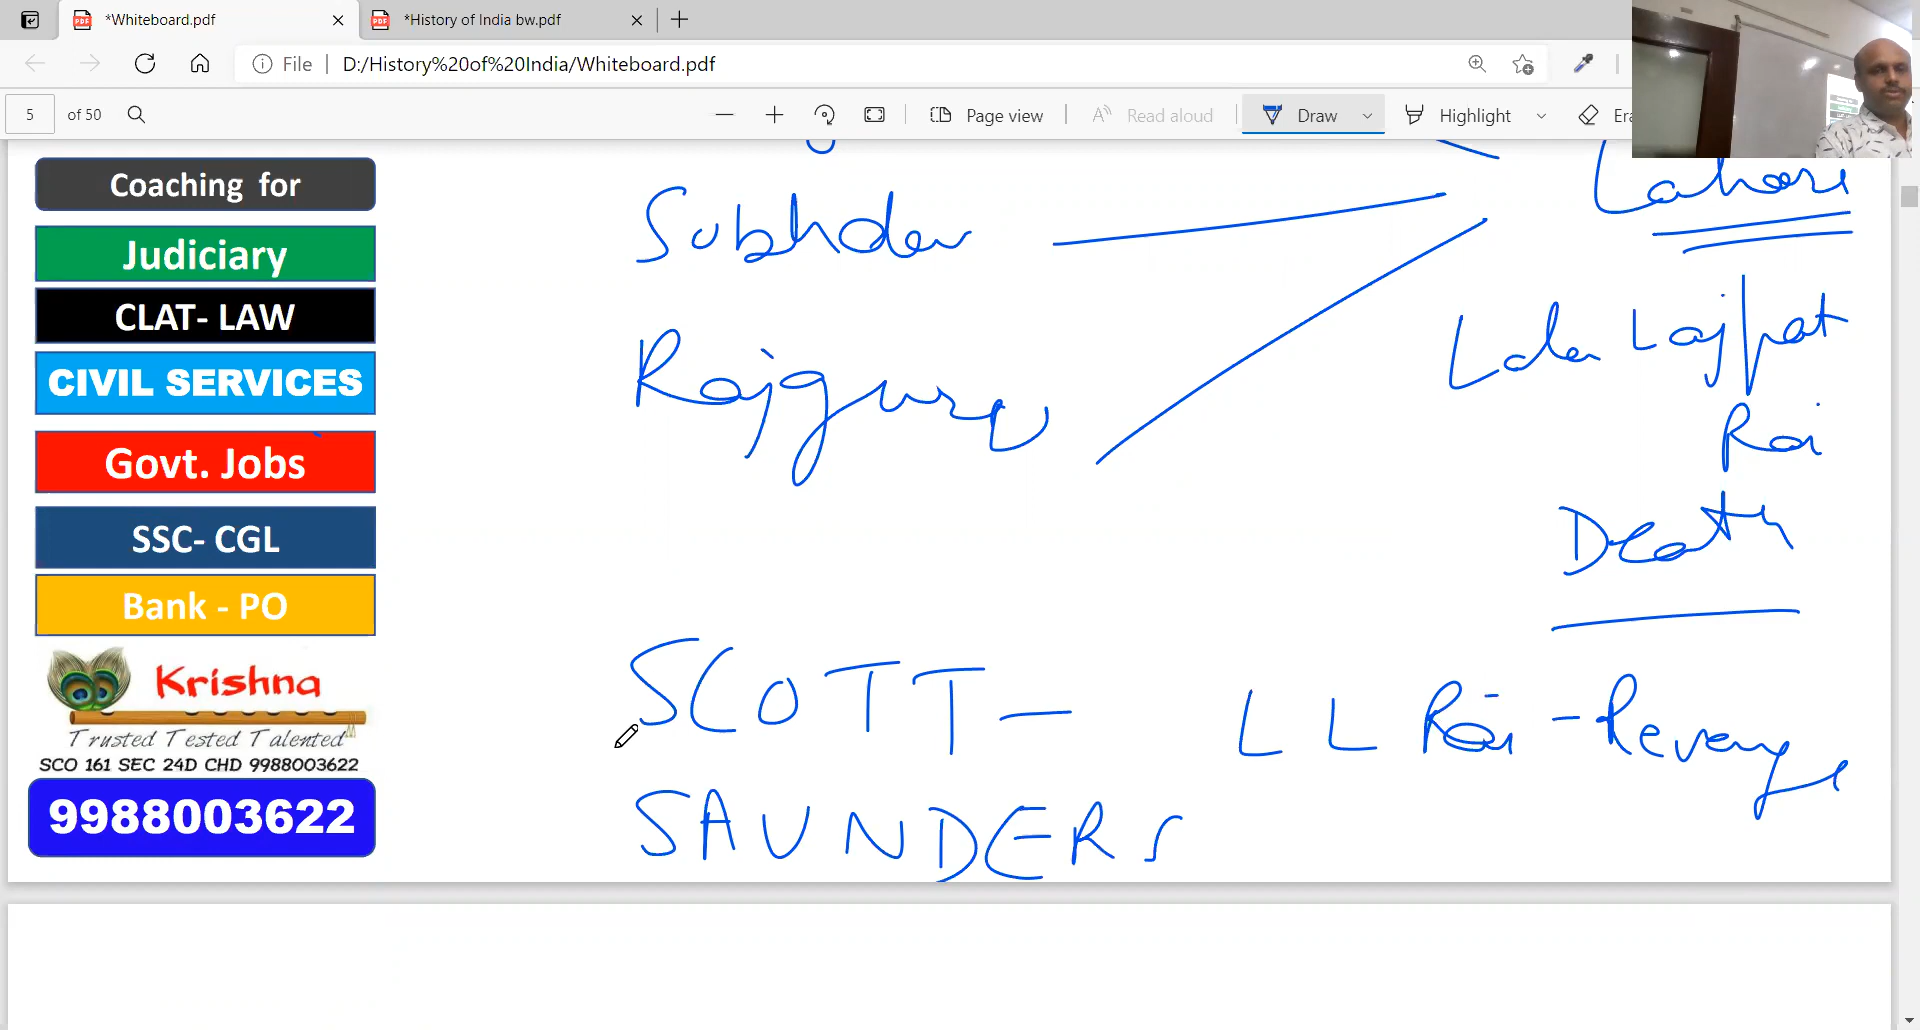 *Whiteboard.pdf
*History of India bw.pdf
File D:/History%20of%20India/Whiteboard.pdf
5 of 50 Page view Read aloud Draw Highlight Era
Coaching for
Judiciary
CLAT- LAW
CIVIL SERVICES
Govt. Jobs
SSC- CGL
Bank - PO
Krishna
Trusted Tested Talented
SCO 161 SEC 24D CHD 9988003622
9988003622
Lahore
Subhdev
Rajguru
Lala Lajpat
Rai
Death
SCOTT — L L Rai - Revenge
SAUNDERS